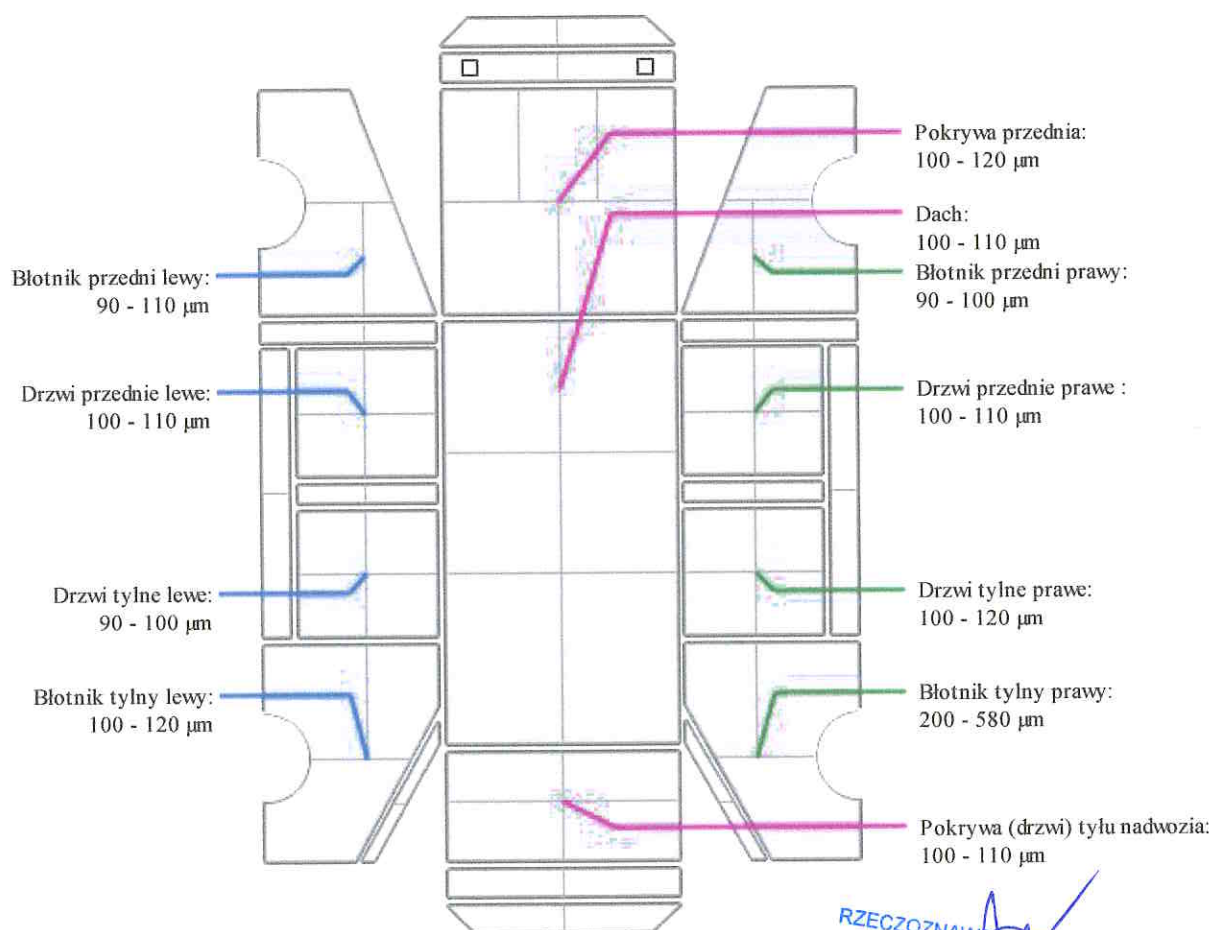 Pokrywa przednia:
100 - 120 µm
Dach:
100 - 110 µm
Błotnik przedni lewy:
90 - 110 µm
Błotnik przedni prawy:
90 - 100 µm
Drzwi przednie lewe:
100 - 110 µm
Drzwi przednie prawe :
100 - 110 µm
Drzwi tylne lewe:
90 - 100 µm
Drzwi tylne prawe:
100 - 120 µm
Błotnik tylny lewy:
100 - 120 µm
Błotnik tylny prawy:
200 - 580 µm
Pokrywa (drzwi) tyłu nadwozia:
100 - 110 µm